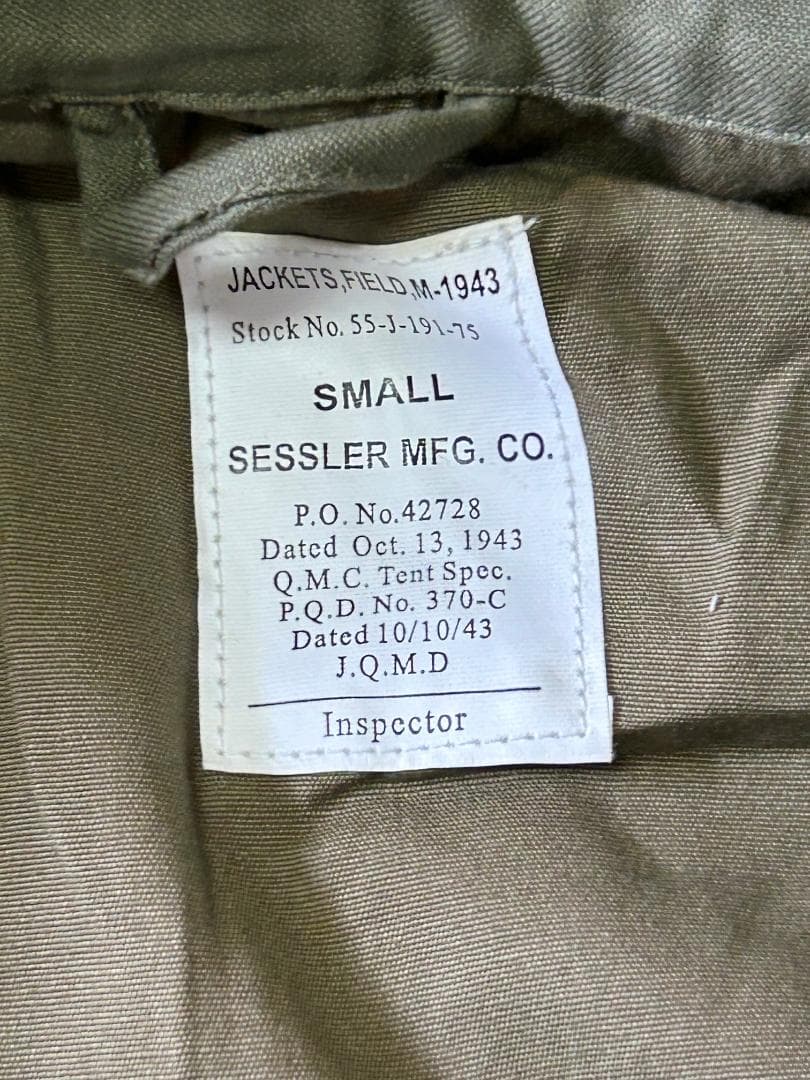 JACKETS,FIELD,M-1943
Stock No. 55-J-191-75
SMALL
SESSLER MFG. CO.
P.O. No.42728
Dated Oct. 13, 1943
Q.M.C. Tent Spec.
P.Q.D. No. 370-C
Dated 10/10/43
J.Q.M.D
Inspector